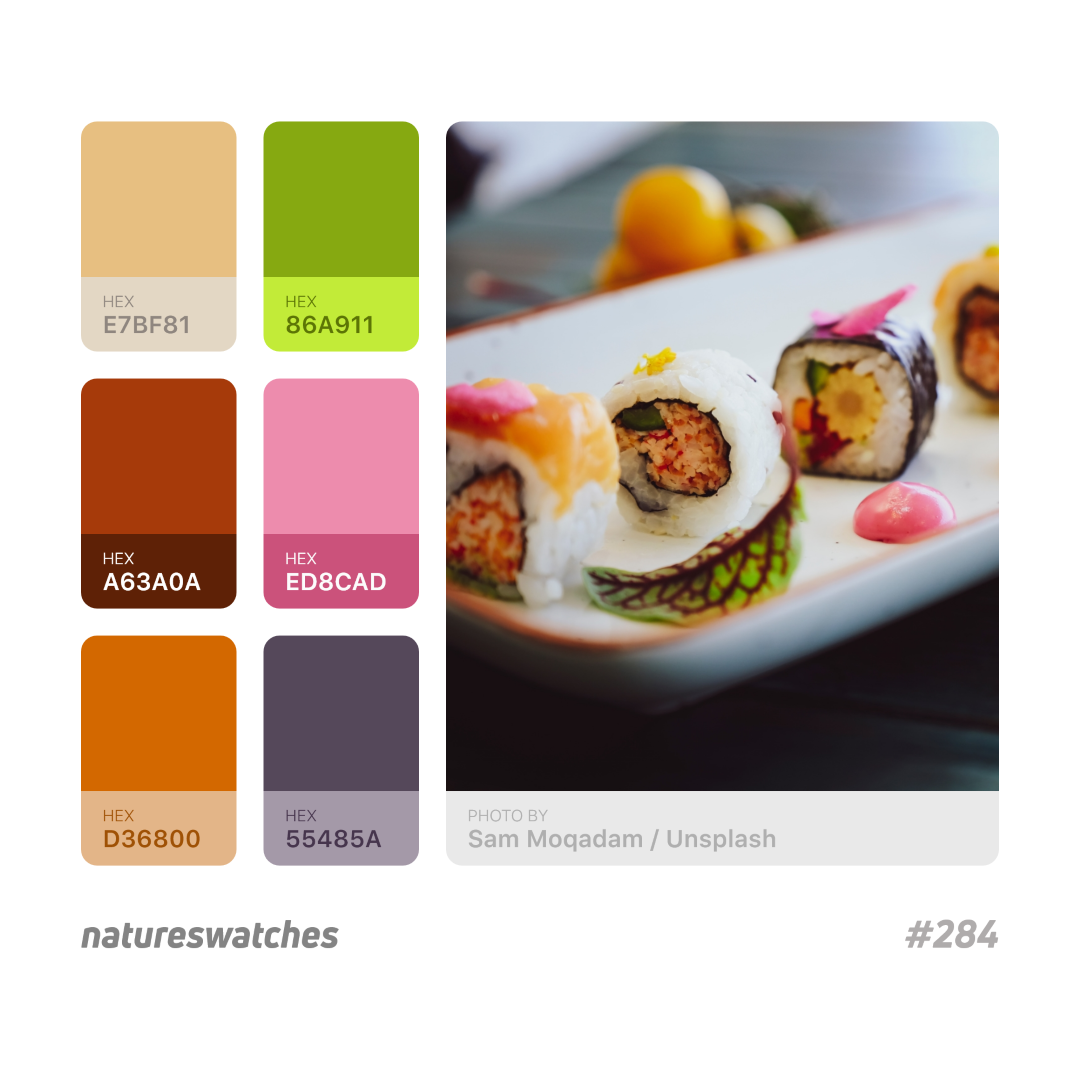 HEX
E7BF81
HEX
86A911
HEX
A63A0A
HEX
ED8CAD
HEX
D36800
HEX
55485A
PHOTO BY
Sam Moqadam / Unsplash
natureswatches
#284